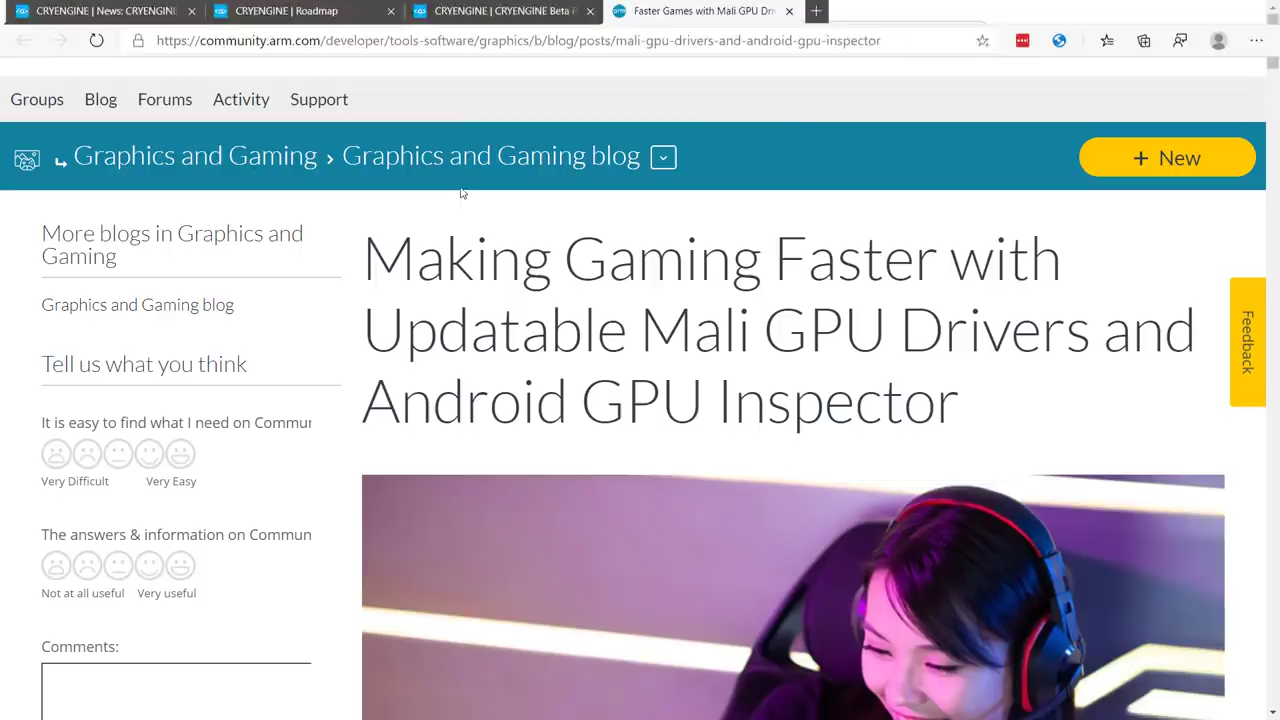 CRYENGINE | News: CRYENGINE
CRYENGINE | Roadmap
CRYENGINE | CRYENGINE Beta
Faster Games with Mali GPU Dri
https://community.arm.com/developer/tools-software/graphics/b/blog/posts/mali-gpu-drivers-and-android-gpu-inspector
Groups Blog Forums Activity Support
Graphics and Gaming › Graphics and Gaming blog
+ New
More blogs in Graphics and
Gaming
Graphics and Gaming blog
Tell us what you think
It is easy to find what I need on Commu
Very Difficult Very Easy
The answers & information on Commun
Not at all useful Very useful
Comments:
Making Gaming Faster with
Updatable Mali GPU Drivers and
Android GPU Inspector
Feedback